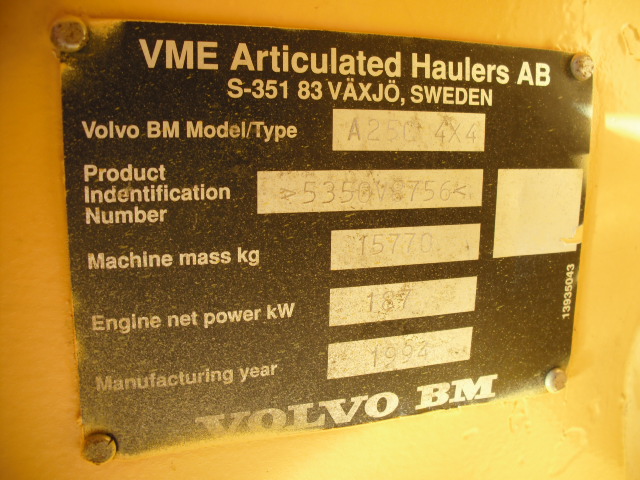 VME Articulated Haulers AB
S-351 83 VÄXJÖ, SWEDEN
Volvo BM Model/Type A25C 4X4
Product
Indentification
Number >5350V2756<
Machine mass kg 15770
Engine net power kW 187
Manufacturing year 1994
VOLVO BM
13935043